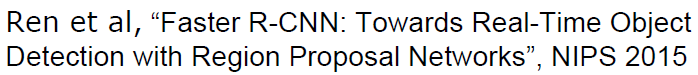 Ren et al, “Faster R-CNN: Towards Real-Time Object
Detection with Region Proposal Networks”, NIPS 2015